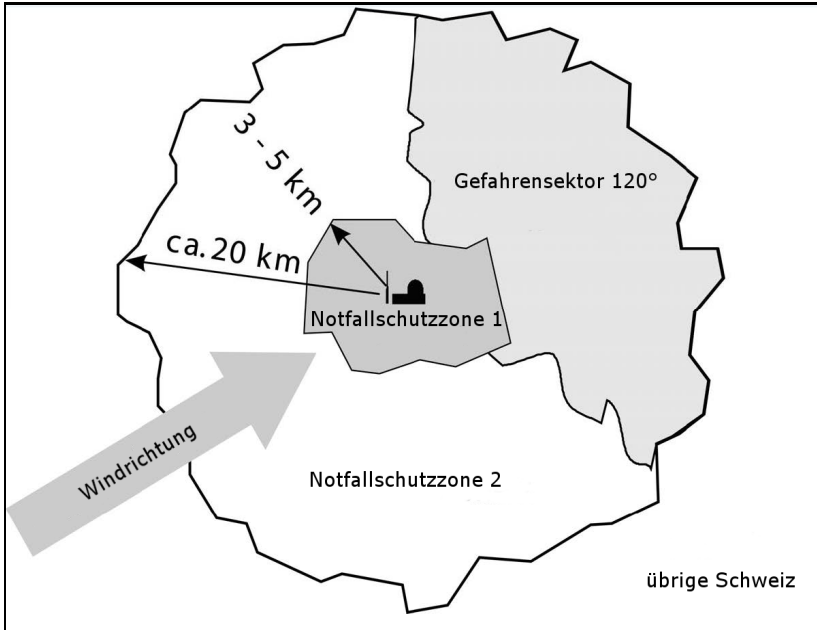 3 - 5 km
Gefahrensektor 120°
ca.20 km
Notfallschutzzone 1
Windrichtung
Notfallschutzzone 2
übrige Schweiz